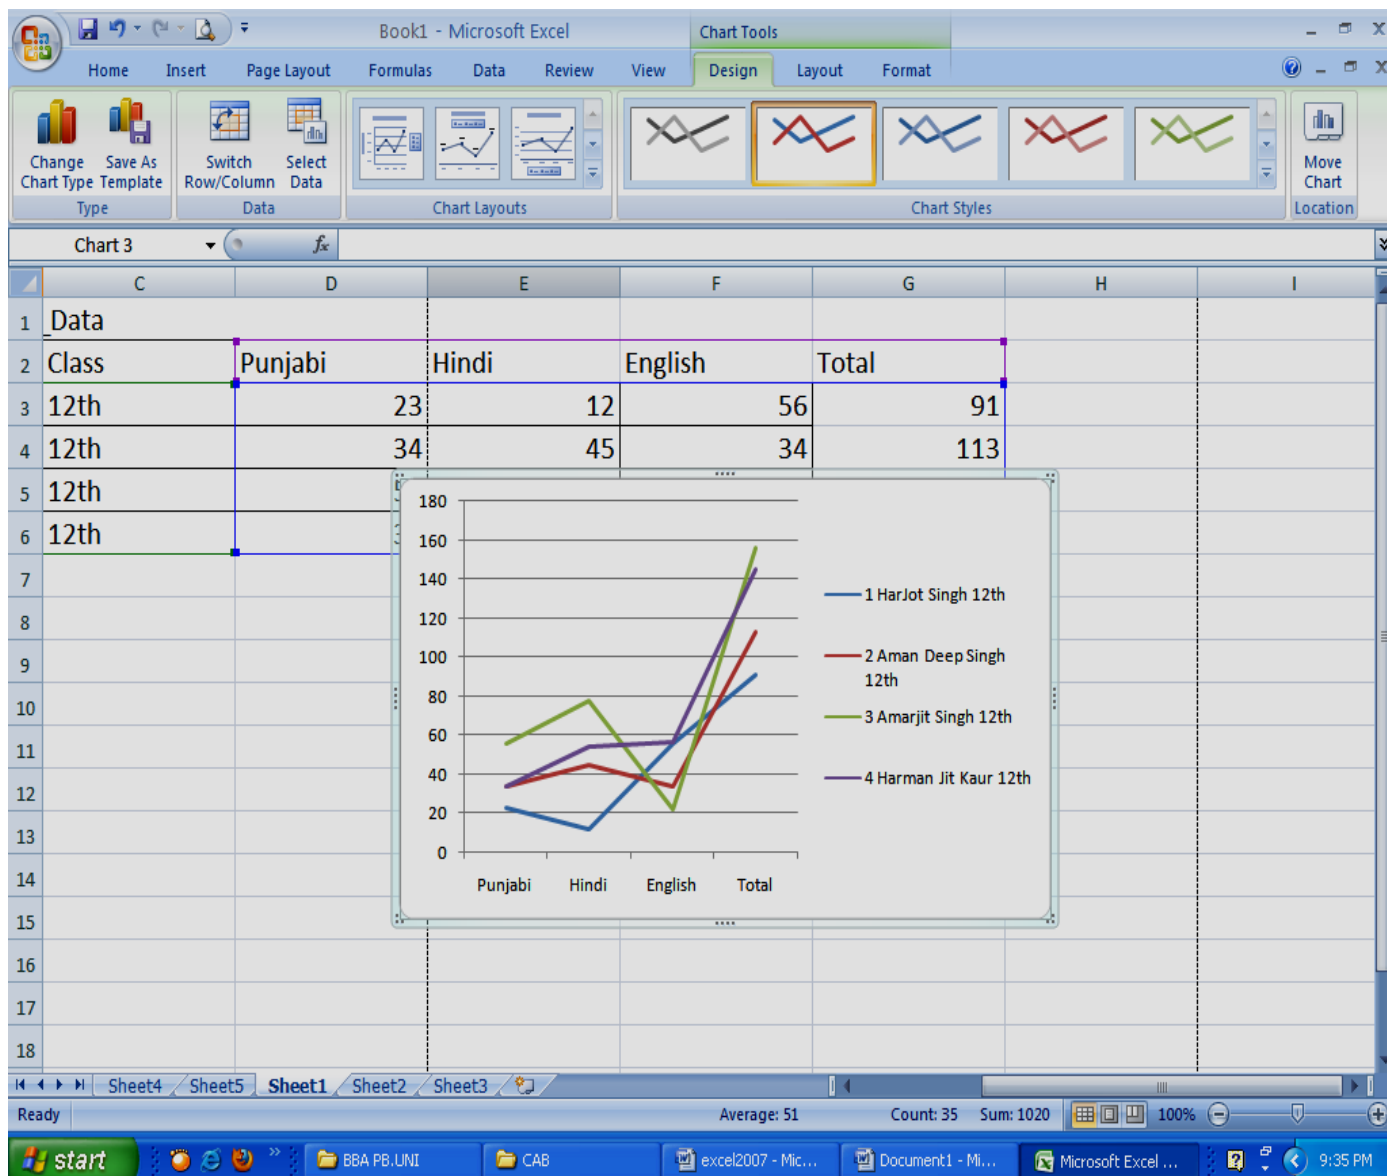 Book1 - Microsoft Excel
Chart Tools
Home Insert Page Layout Formulas Data Review View Design Layout Format
Change Chart Type
Save As Template
Switch Row/Column
Select Data
Move Chart
Type Data Chart Layouts Chart Styles Location
Chart 3 fx
C D E F G H I
1 _Data
2 Class Punjabi Hindi English Total
3 12th 23 12 56 91
4 12th 34 45 34 113
5 12th
6 12th
7
8
9
10
11
12
13
14
15
16
17
18
180
160
140
120
100
80
60
40
20
0
Punjabi Hindi English Total
1 HarJot Singh 12th
2 Aman Deep Singh
12th
3 Amarjit Singh 12th
4 Harman Jit Kaur 12th
Sheet4 Sheet5 Sheet1 Sheet2 Sheet3
Ready Average: 51 Count: 35 Sum: 1020 100%
start BBA PB.UNI CAB excel2007 - Mic... Document1 - Mi... Microsoft Excel ... 9:35 PM